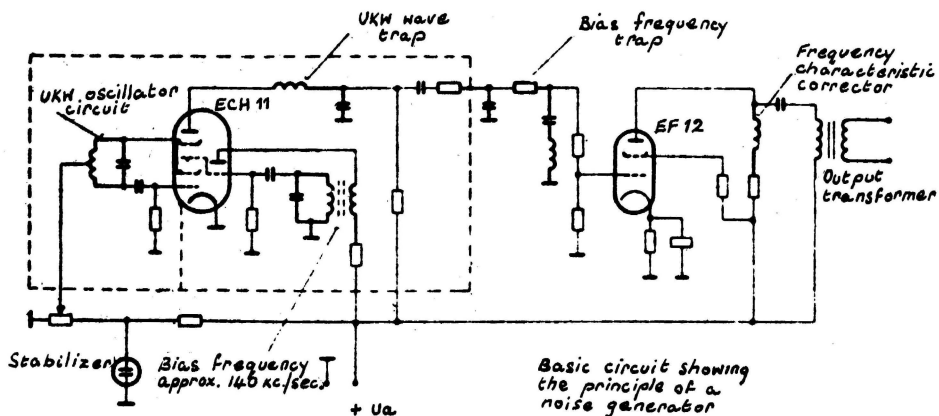 UKW wave
trap
Bias frequency
trap
Frequency
characteristic
corrector
UKW oscillator
circuit
ECH 11
EF 12
Output
transformer
Stabilizer
Bias frequency
approx. 140 kc./sec.
+ Ua
Basic circuit showing
the principle of a
noise generator